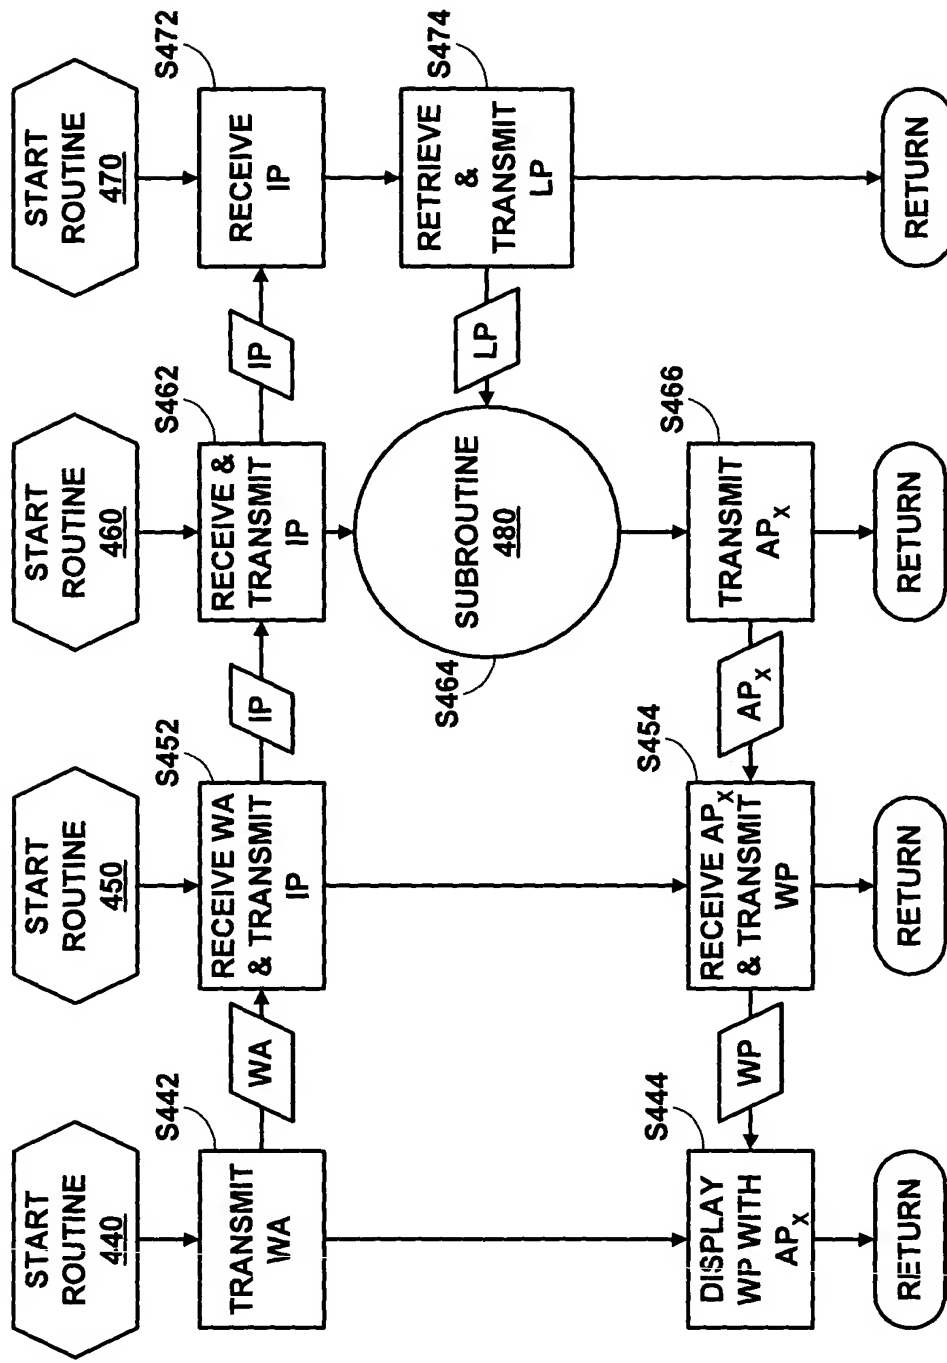 START
ROUTINE
440
S442
TRANSMIT
WA
WA
START
ROUTINE
450
S452
RECEIVE WA
& TRANSMIT
IP
IP
START
ROUTINE
460
S462
RECEIVE &
TRANSMIT
IP
IP
START
ROUTINE
470
S472
RECEIVE
IP
S474
RETRIEVE
&
TRANSMIT
LP
LP
S464
SUBROUTINE
480
S466
TRANSMIT
APX
APX
S454
RECEIVE APX
& TRANSMIT
WP
WP
S444
DISPLAY
WP WITH
APX
RETURN
RETURN
RETURN
RETURN